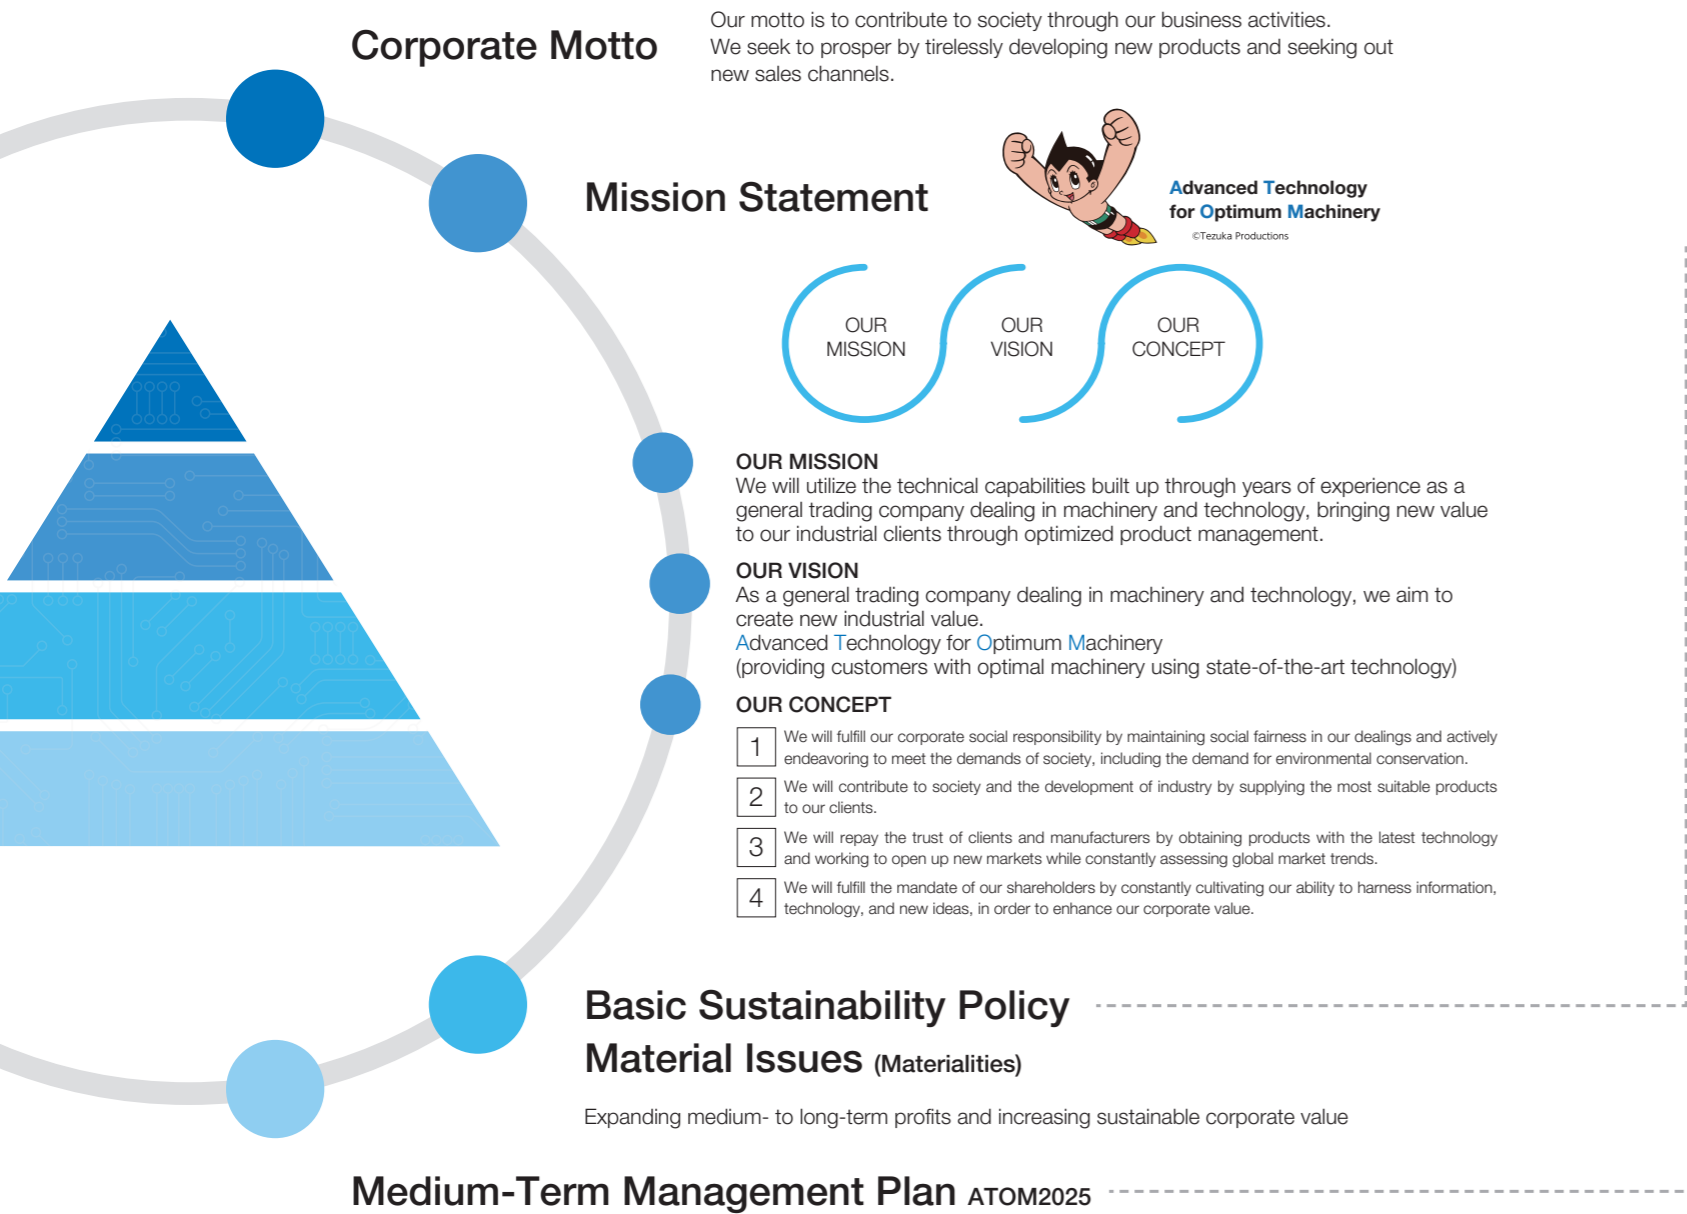 Corporate Motto
Our motto is to contribute to society through our business activities.
We seek to prosper by tirelessly developing new products and seeking out
new sales channels.
Mission Statement
Advanced Technology
for Optimum Machinery
©Tezuka Productions
OUR
MISSION
OUR
VISION
OUR
CONCEPT
OUR MISSION
We will utilize the technical capabilities built up through years of experience as a
general trading company dealing in machinery and technology, bringing new value
to our industrial clients through optimized product management.
OUR VISION
As a general trading company dealing in machinery and technology, we aim to
create new industrial value.
Advanced Technology for Optimum Machinery
(providing customers with optimal machinery using state-of-the-art technology)
OUR CONCEPT
1 We will fulfill our corporate social responsibility by maintaining social fairness in our dealings and actively
endeavoring to meet the demands of society, including the demand for environmental conservation.
2 We will contribute to society and the development of industry by supplying the most suitable products
to our clients.
3 We will repay the trust of clients and manufacturers by obtaining products with the latest technology
and working to open up new markets while constantly assessing global market trends.
4 We will fulfill the mandate of our shareholders by constantly cultivating our ability to harness information,
technology, and new ideas, in order to enhance our corporate value.
Basic Sustainability Policy
Material Issues (Materialities)
Expanding medium- to long-term profits and increasing sustainable corporate value
Medium-Term Management Plan ATOM2025